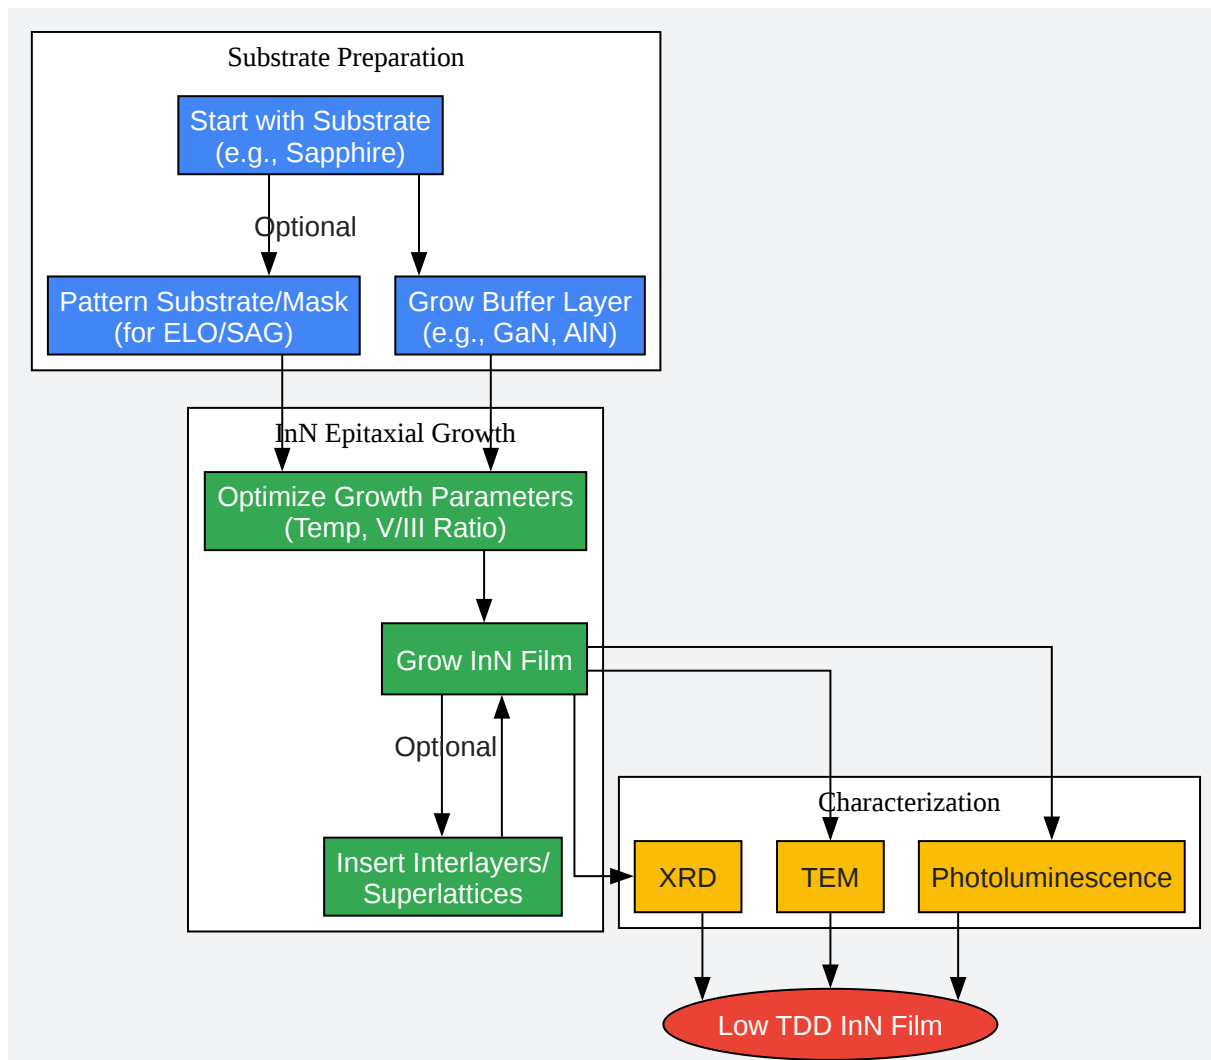 Substrate Preparation
Start with Substrate
(e.g., Sapphire)
Optional
Pattern Substrate/Mask
(for ELO/SAG)
Grow Buffer Layer
(e.g., GaN, AlN)
InN Epitaxial Growth
Optimize Growth Parameters
(Temp, V/III Ratio)
Grow InN Film
Optional
Insert Interlayers/
Superlattices
Characterization
XRD
TEM
Photoluminescence
Low TDD InN Film